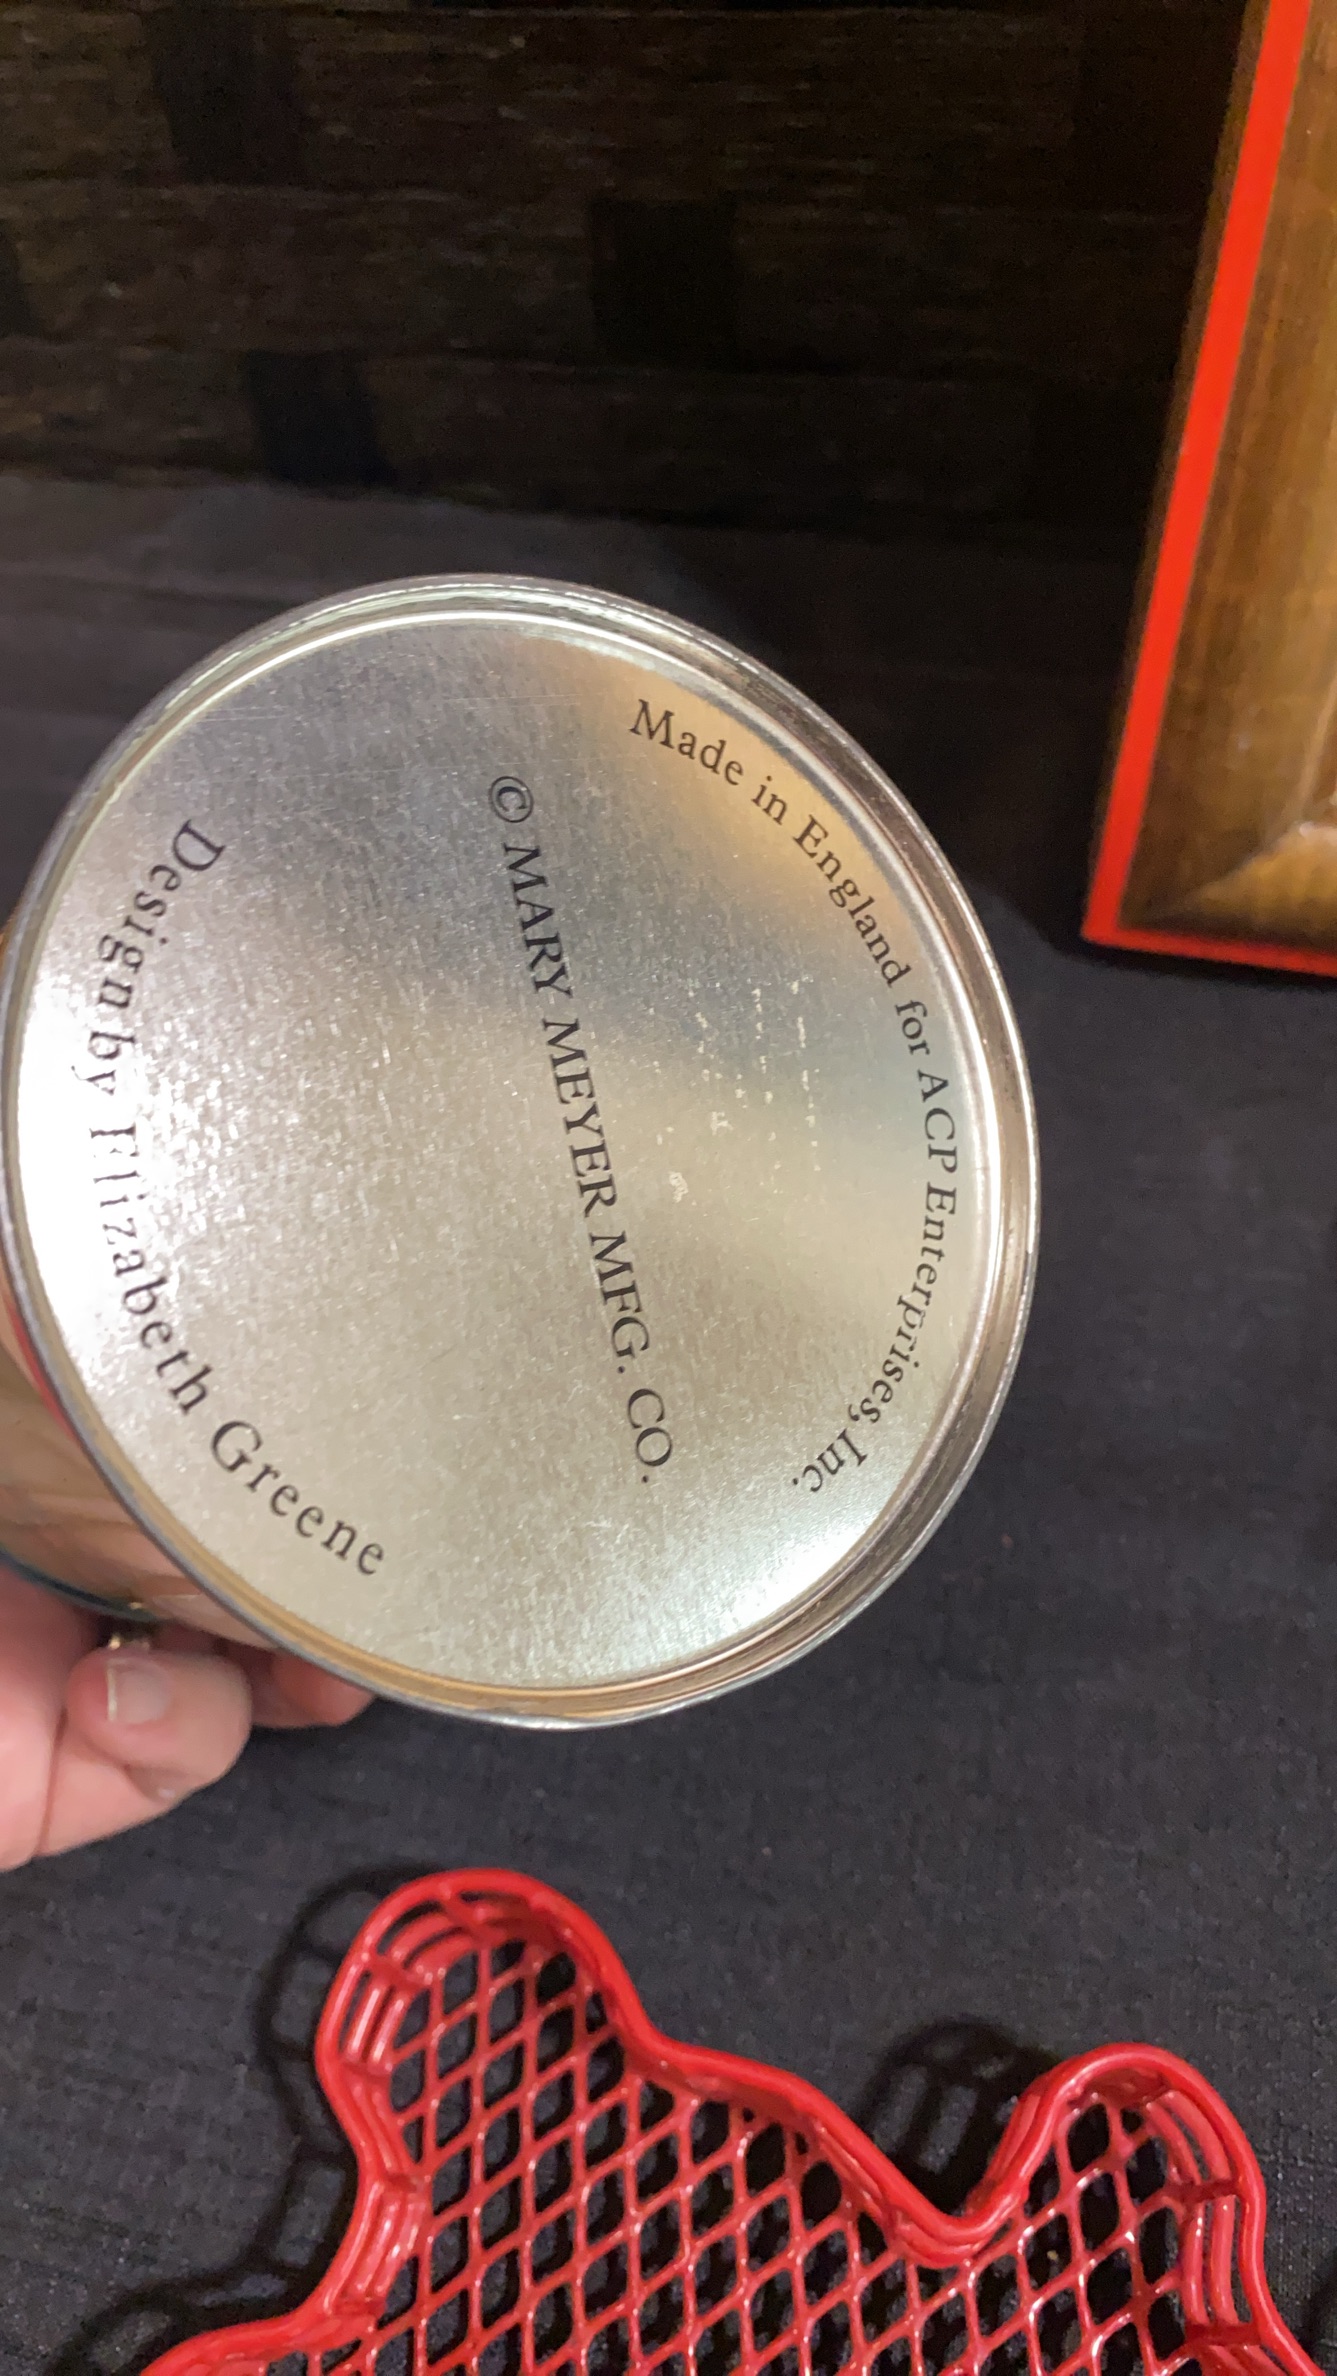 Made in England for ACP Enterprises, Inc.
© MARY MEYER MFG. CO.
Design by Elizabeth Greene